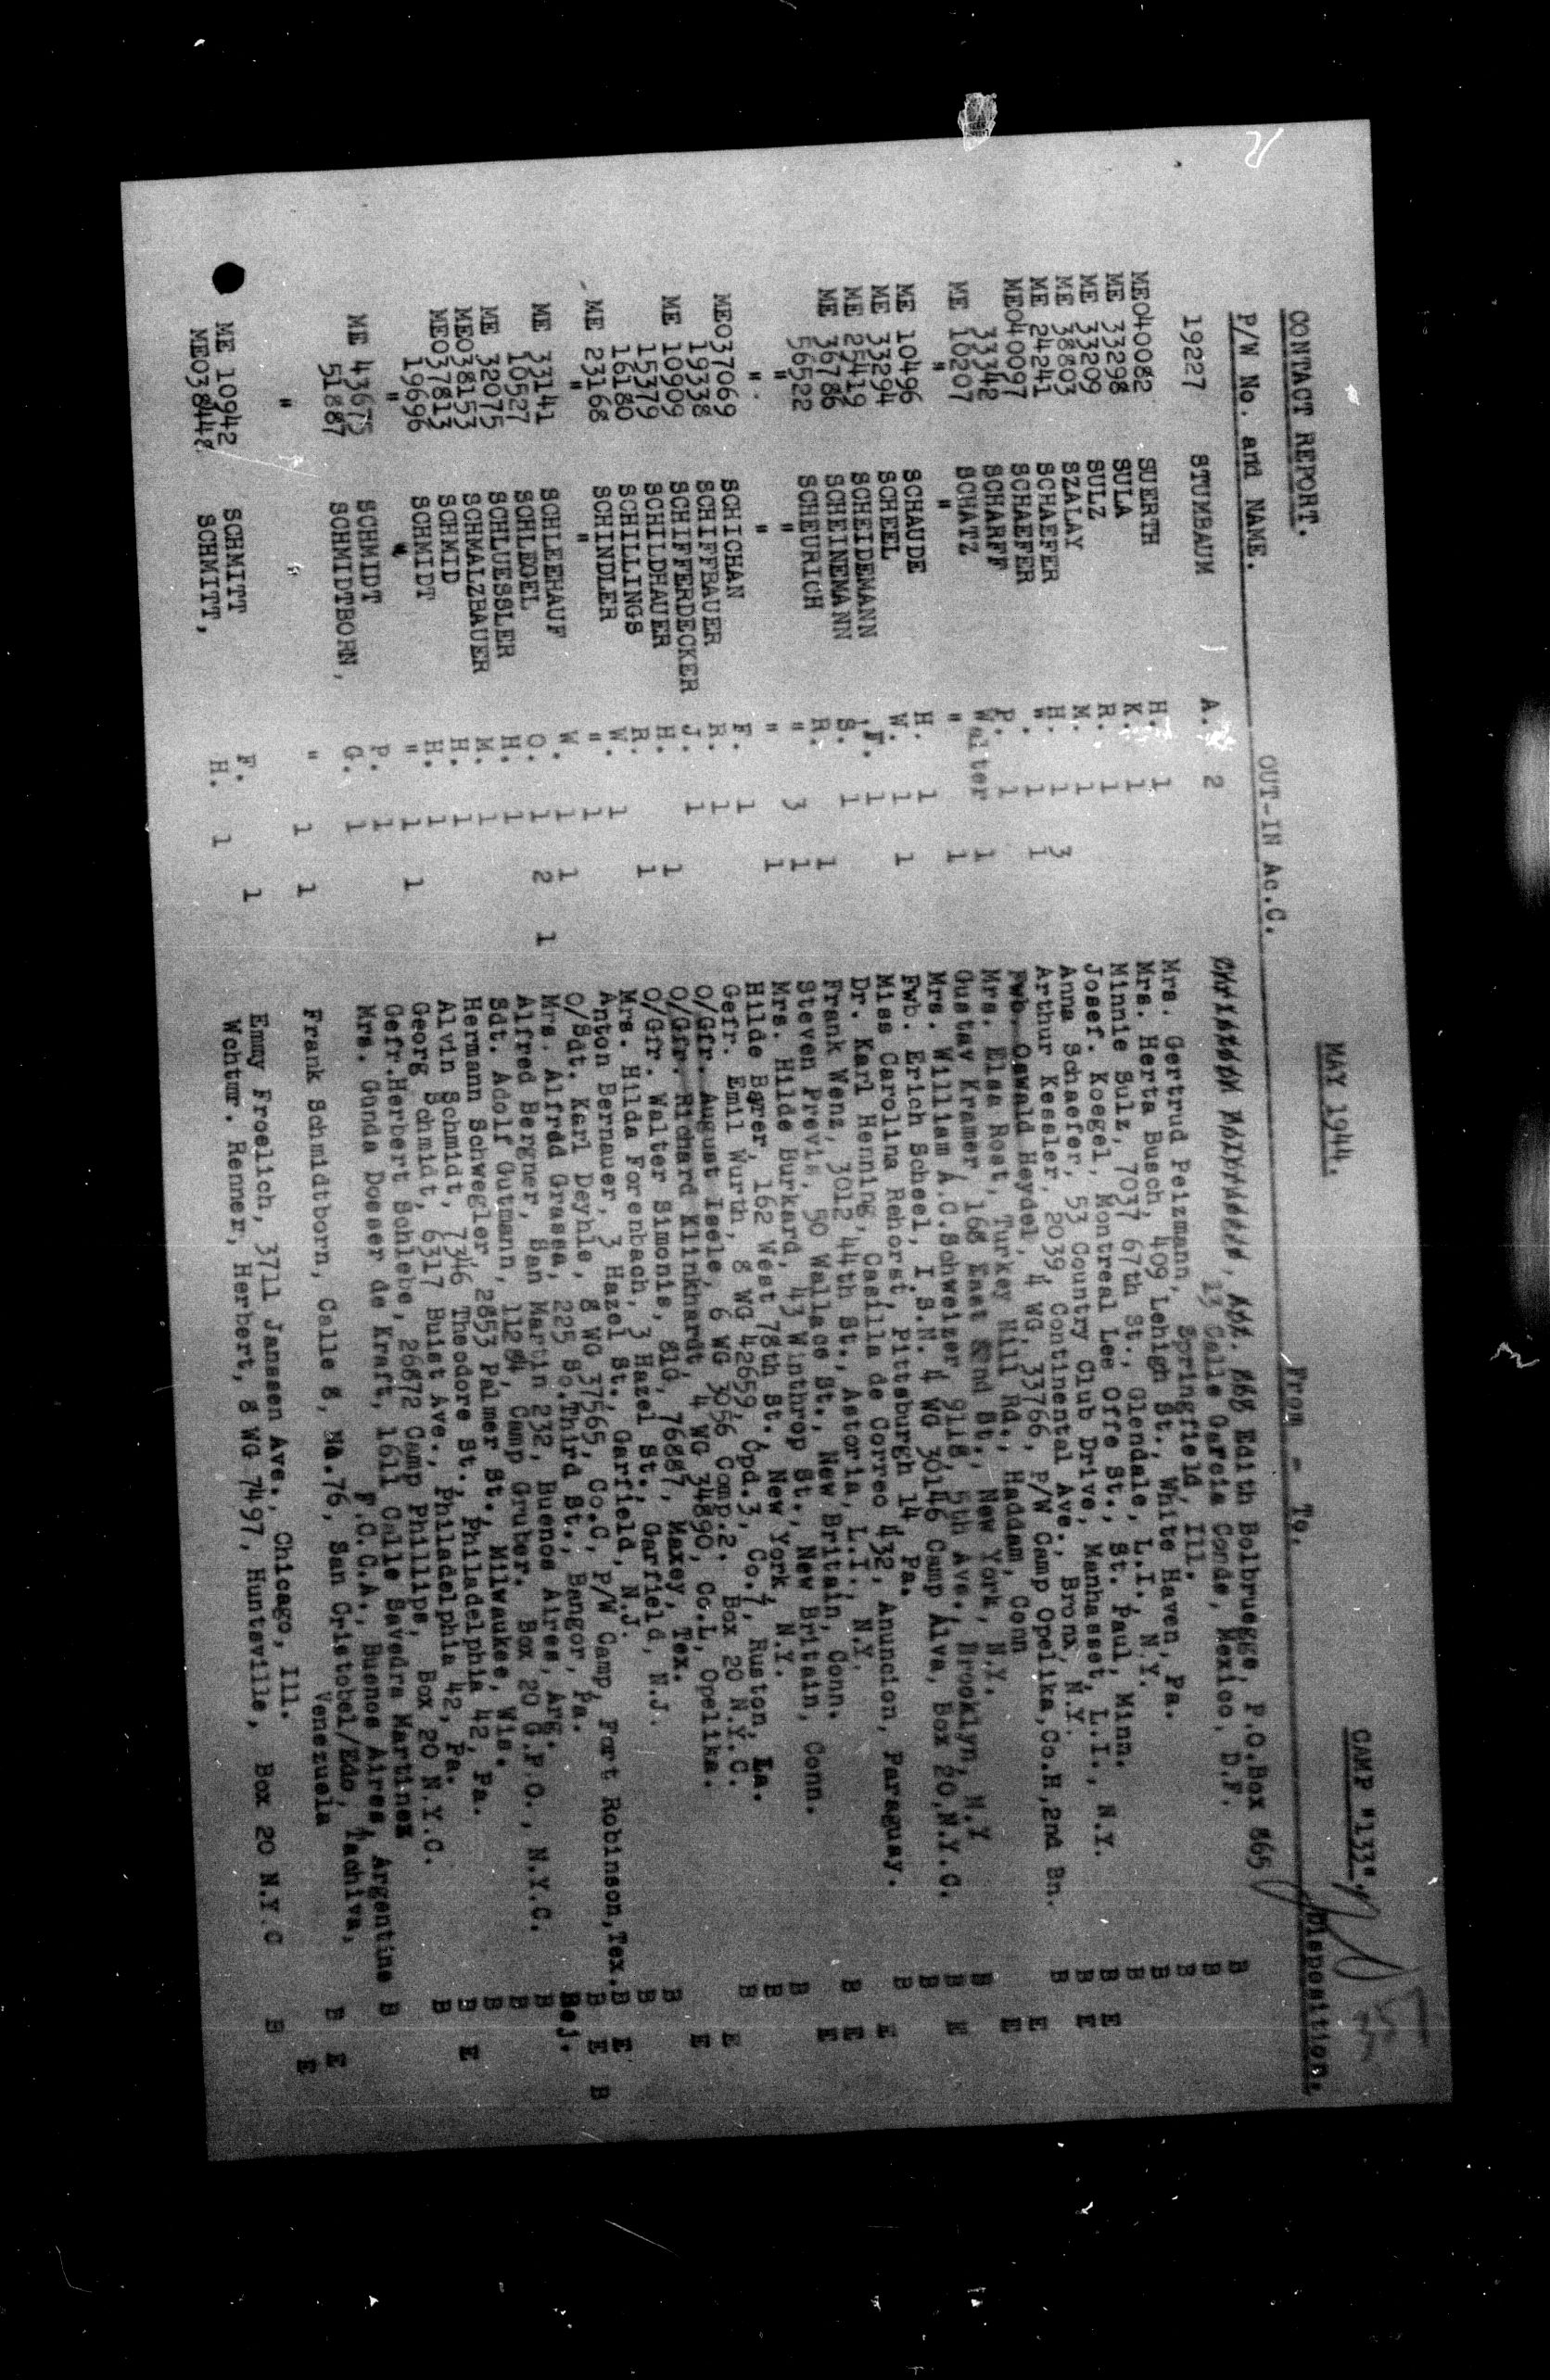 CONTACT REPORT. MAY 1944. CAMP "133".
357
P/W No. and NAME. OUT-IN Ac.C. From - To. Disposition.
19227 STUMBAUM A. 2 Edith Bolbruegge, P.O.Box 865 B
13 Calle Garcia Conde, Mexico, D.F. B
ME040082 SUERTH H. 1 Mrs. Gertrud Peizmann, Springfield, Ill. B
ME 33298 SULA K. 1 Mrs. Herta Busch, 409 Lehigh St., White Haven, Pa. B
ME 33209 SULZ R. 1 Minnie Sulz, 7037 67th St., Glendale, L.I., N.Y. B
ME 38803 SZALAY M. 1 Josef. Koegel, Montreal Lee Offe St., St. Paul, Minn. B E
ME 24241 SCHAEFER H. 1 3 Anna Schaefer, 53 Country Club Drive, Manhasset, L.I., N.Y. B E
ME040097 SCHAEFER " 1 1 Arthur Kessler, 2039, Continental Ave., Bronx, N.Y. B
33342 SCHARFF P. 1 Fwb. Oswald Heydel, 4 WG 33766, P/W Camp Opelika,Co.H,2nd Bn. E
ME 10207 SCHATZ Walter 1 Mrs. Elsa Rost, Turkey Hill Rd., Haddam, Conn B
" " " 1 Gustav Kramer, 168 East 82nd St., New York, N.Y. B E
ME 10496 SCHAUDE H. 1 Mrs. William A.C.Schweizer, 9118, 5th Ave., Brooklyn, N.Y B
ME 33294 SCHEEL W. 1 1 Fwb. Erich Scheel, I.S.N. 4 WG 30146 Camp Alva, Box 20,N.Y.C. E
ME 25419 SCHEIDEMANN F. 1 Miss Carolina Rehorst, Pittsburgh 14, Pa. B E
ME 36786 SCHEINEMANN S. 1 Dr. Karl Henning, Casilla de Correo 432, Anuncion, Paraguay. E
56522 SCHEURICH R. 1 Frank Wenz, 3012 44th St., Astoria, L.I., N.Y. B
" " " 3 1 Steven Previs, 50 Wallace St., New Britain, Conn. B
" " " 1 Mrs. Hilde Burkard, 43 Winthrop St., New Britain, Conn. B
ME037069 SCHICHAN F. 1 Hilde Barer, 162 West 78th St., New York, N.Y. B
19338 SCHIFFBAUER R. 1 Gefr. Emil Wurth, 8 WG 42659, Cpd.3, Co.7, Ruston, La. E
ME 10909 SCHIFFERDECKER J. 1 O/Gfr. August Isele, 6 WG 3056 Comp.2. Box 20 N.Y.C. E
15379 SCHILDHAUER H. 1 O/Gfr. Richard Klinkhardt, 4 WG 34890, Co.L, Opelika.
16180 SCHILLINGS R. 1 O/Gfr. Walter Simonis, 81G, 76887, Maxey, Tex.
ME 23168 SCHINDLER W. 1 Mrs. Hilda Forenbach, 3 Hazel St., Garfield, N.J.
" " " 1 Anton Bernauer, 3 Hazel St., Garfield, N.J.
ME 33141 SCHLEEHAUF W. 1 1 O/Sdt. Karl Deyhle, 8 WG 37565, Co.C, P/W Camp, Fort Robinson,Tex.
10527 SCHLEGEL O. 1 2 1 Mrs. Alfred Grassa, 225 So.Third St., Bangor, Pa. B
ME 32075 SCHLUESSLER H. 1 Alfred Bergner, San Martin 232, Buenos Aires, Arg. B
ME038153 SCHMALZBAUER M. 1 Sdt. Adolf Gutmann, 11284, Camp Gruber. Box 20 G.P.O., N.Y.C.
ME037813 SCHMID H. 1 Hermann Schwegler, 2853 Palmer St., Milwaukee, Wis. B
19696 SCHMIDT H. 1 Alvin Schmidt, 7346 Theodore St., Philadelphia 42, Pa. B
" " " 1 1 Georg Schmidt, 6317 Buist Ave., Philadelphia 42, Pa. B
ME 43675 SCHMIDT P. 1 Gefr.Herbert Schlebe, 26672 Camp Phillips, Box 20 N.Y.C. E
51887 SCHMIDTBORN, G. 1 Mrs. Gunda Dosser de Kraft, 1611 Calle Savedra Martinez
F.C.C.A., Buenos Aires, Argentine B
" " " 1 1 Frank Schmidtborn, Calle 8, No.76, San Cristobel/Edo, Tachira,
Venezuela B E
ME 10942 SCHMITT F. 1 Emmy Froelich, 3711 Janssen Ave., Chicago, Ill. B
SCHMITT, H. 1 Wchtmr. Renner, Herbert, 8 WG 7497, Huntsville, Box 20 N.Y.C E